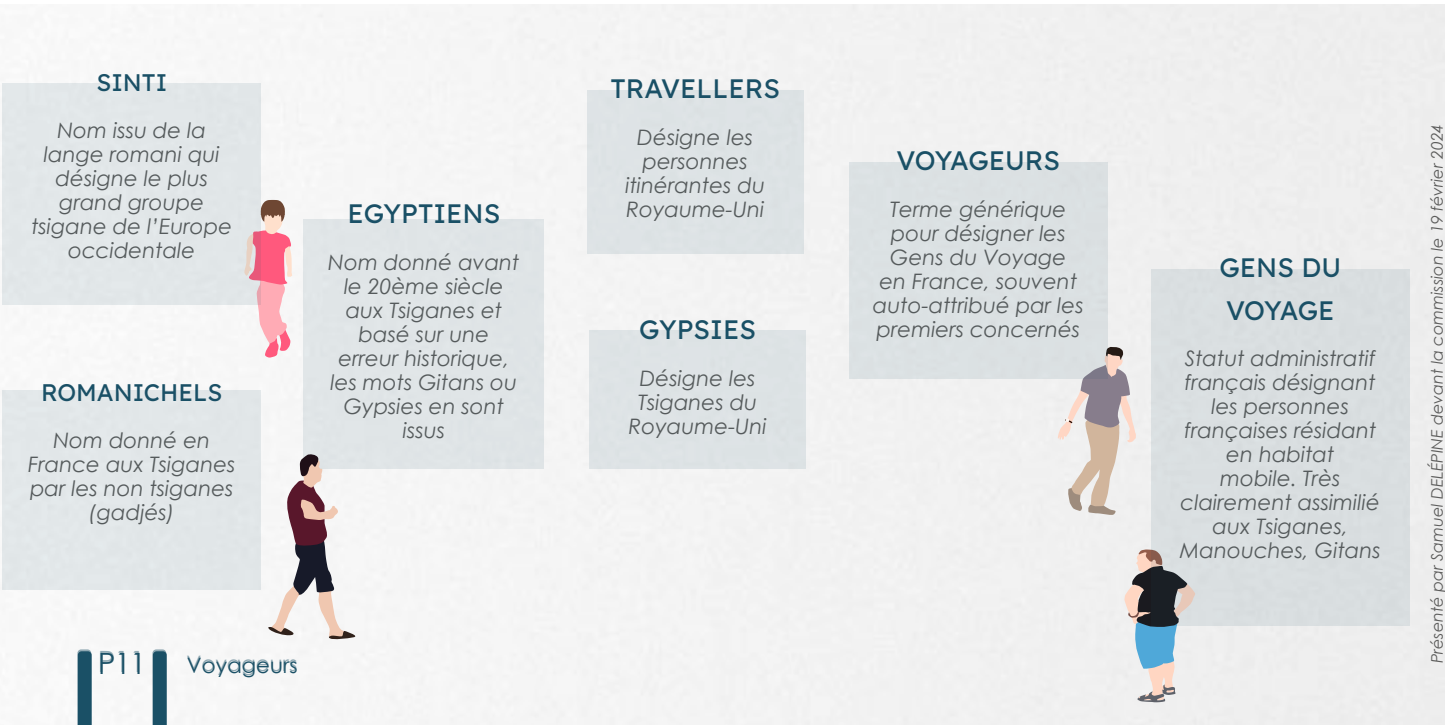 SINTI
Nom issu de la
lange romani qui
désigne le plus
grand groupe
tsigane de l'Europe
occidentale
ROMANICHELS
Nom donné en
France aux Tsiganes
par les non tsiganes
(gadjés)
EGYPTIENS
Nom donné avant
le 20ème siècle
aux Tsiganes et
basé sur une
erreur historique,
les mots Gitans ou
Gypsies en sont
issus
TRAVELLERS
Désigne les
personnes
itinérantes du
Royaume-Uni
GYPSIES
Désigne les
Tsiganes du
Royaume-Uni
VOYAGEURS
Terme générique
pour désigner les
Gens du Voyage
en France, souvent
auto-attribué par les
premiers concernés
GENS DU
VOYAGE
Statut administratif
français désignant
les personnes
françaises résidant
en habitat
mobile. Très
clairement assimilié
aux Tsiganes,
Manouches, Gitans
Présenté par Samuel DELÉPINE devant la commission le 19 février 2024
P11 Voyageurs